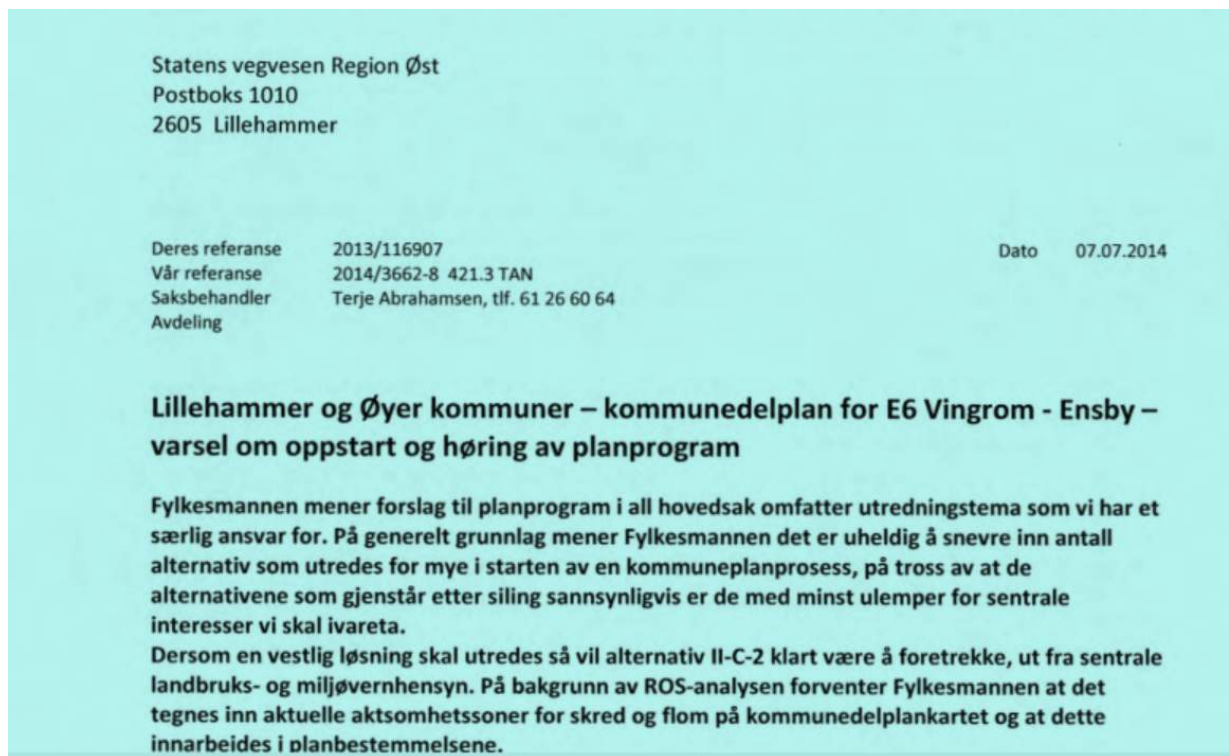 Statens vegvesen Region Øst
Postboks 1010
2605 Lillehammer
Deres referanse 2013/116907 Dato 07.07.2014
Vår referanse 2014/3662-8 421.3 TAN
Saksbehandler Terje Abrahamsen, tlf. 61 26 60 64
Avdeling
Lillehammer og Øyer kommuner – kommunedelplan for E6 Vingrom - Ensby –
varsel om oppstart og høring av planprogram
Fylkesmannen mener forslag til planprogram i all hovedsak omfatter utredningstema som vi har et
særlig ansvar for. På generelt grunnlag mener Fylkesmannen det er uheldig å snevre inn antall
alternativ som utredes for mye i starten av en kommuneplanprosess, på tross av at de
alternativene som gjenstår etter siling sannsynligvis er de med minst ulemper for sentrale
interesser vi skal ivareta.
Dersom en vestlig løsning skal utredes så vil alternativ II-C-2 klart være å foretrekke, ut fra sentrale
landbruks- og miljøvernhensyn. På bakgrunn av ROS-analysen forventer Fylkesmannen at det
tegnes inn aktuelle aktsomhetssoner for skred og flom på kommunedelplankartet og at dette
innarbeides i planbestemmelsene.